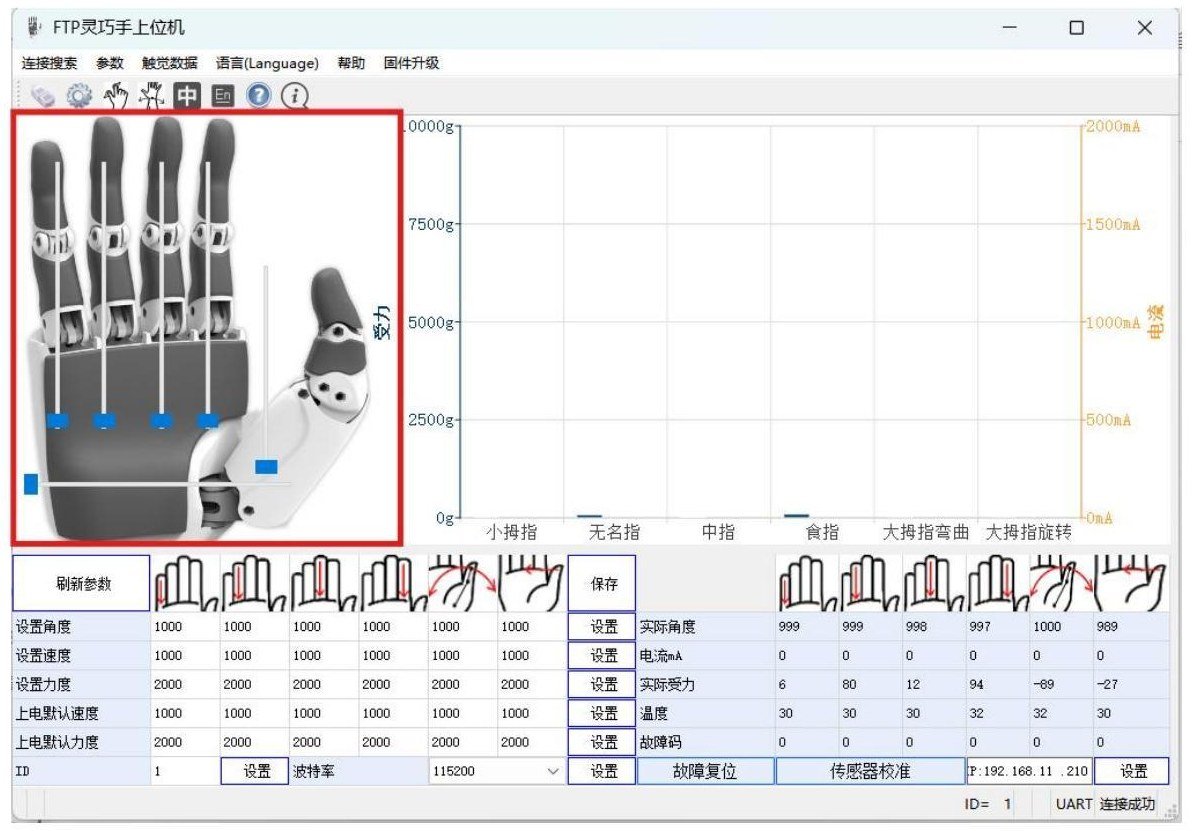 FTP灵巧手上位机
连接搜索 参数 触觉数据 语言(Language) 帮助 固件升级
中 En ? i
受力
10000g
7500g
5000g
2500g
0g
2000mA
1500mA
1000mA
500mA
0mA
电流
小拇指 无名指 中指 食指 大拇指弯曲 大拇指旋转
刷新参数 保存
设置角度 1000 1000 1000 1000 1000 1000 设置 实际角度 999 999 998 997 1000 989
设置速度 1000 1000 1000 1000 1000 1000 设置 电流mA 0 0 0 0 0 0
设置力度 2000 2000 2000 2000 2000 2000 设置 实际受力 6 80 12 94 -89 -27
上电默认速度 1000 1000 1000 1000 1000 1000 设置 温度 30 30 30 32 32 30
上电默认力度 2000 2000 2000 2000 2000 2000 设置 故障码 0 0 0 0 0 0
ID 1 设置 波特率 115200 设置 故障复位 传感器校准 P:192.168.11 .210 设置
ID= 1 UART 连接成功